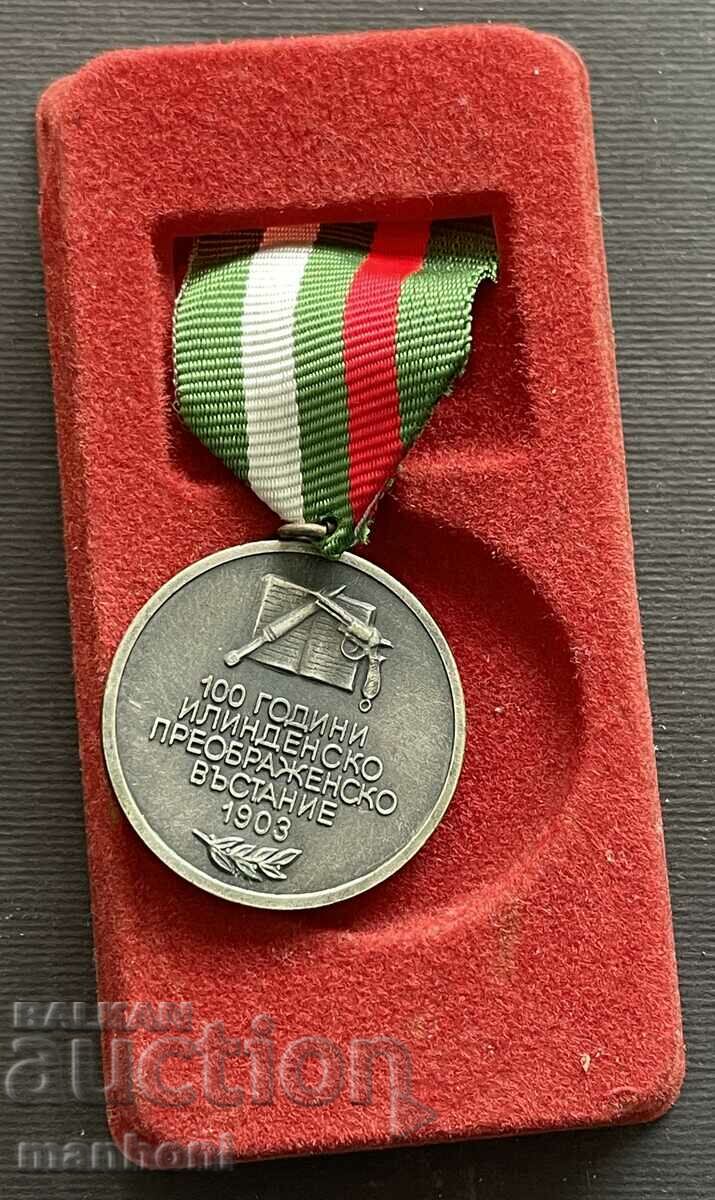 100 ГОДИНИ
ИЛИНДЕНСКО
ПРЕОБРАЖЕНСКО
ВЪСТАНИЕ
1903
BALKAN
auction
manhoni